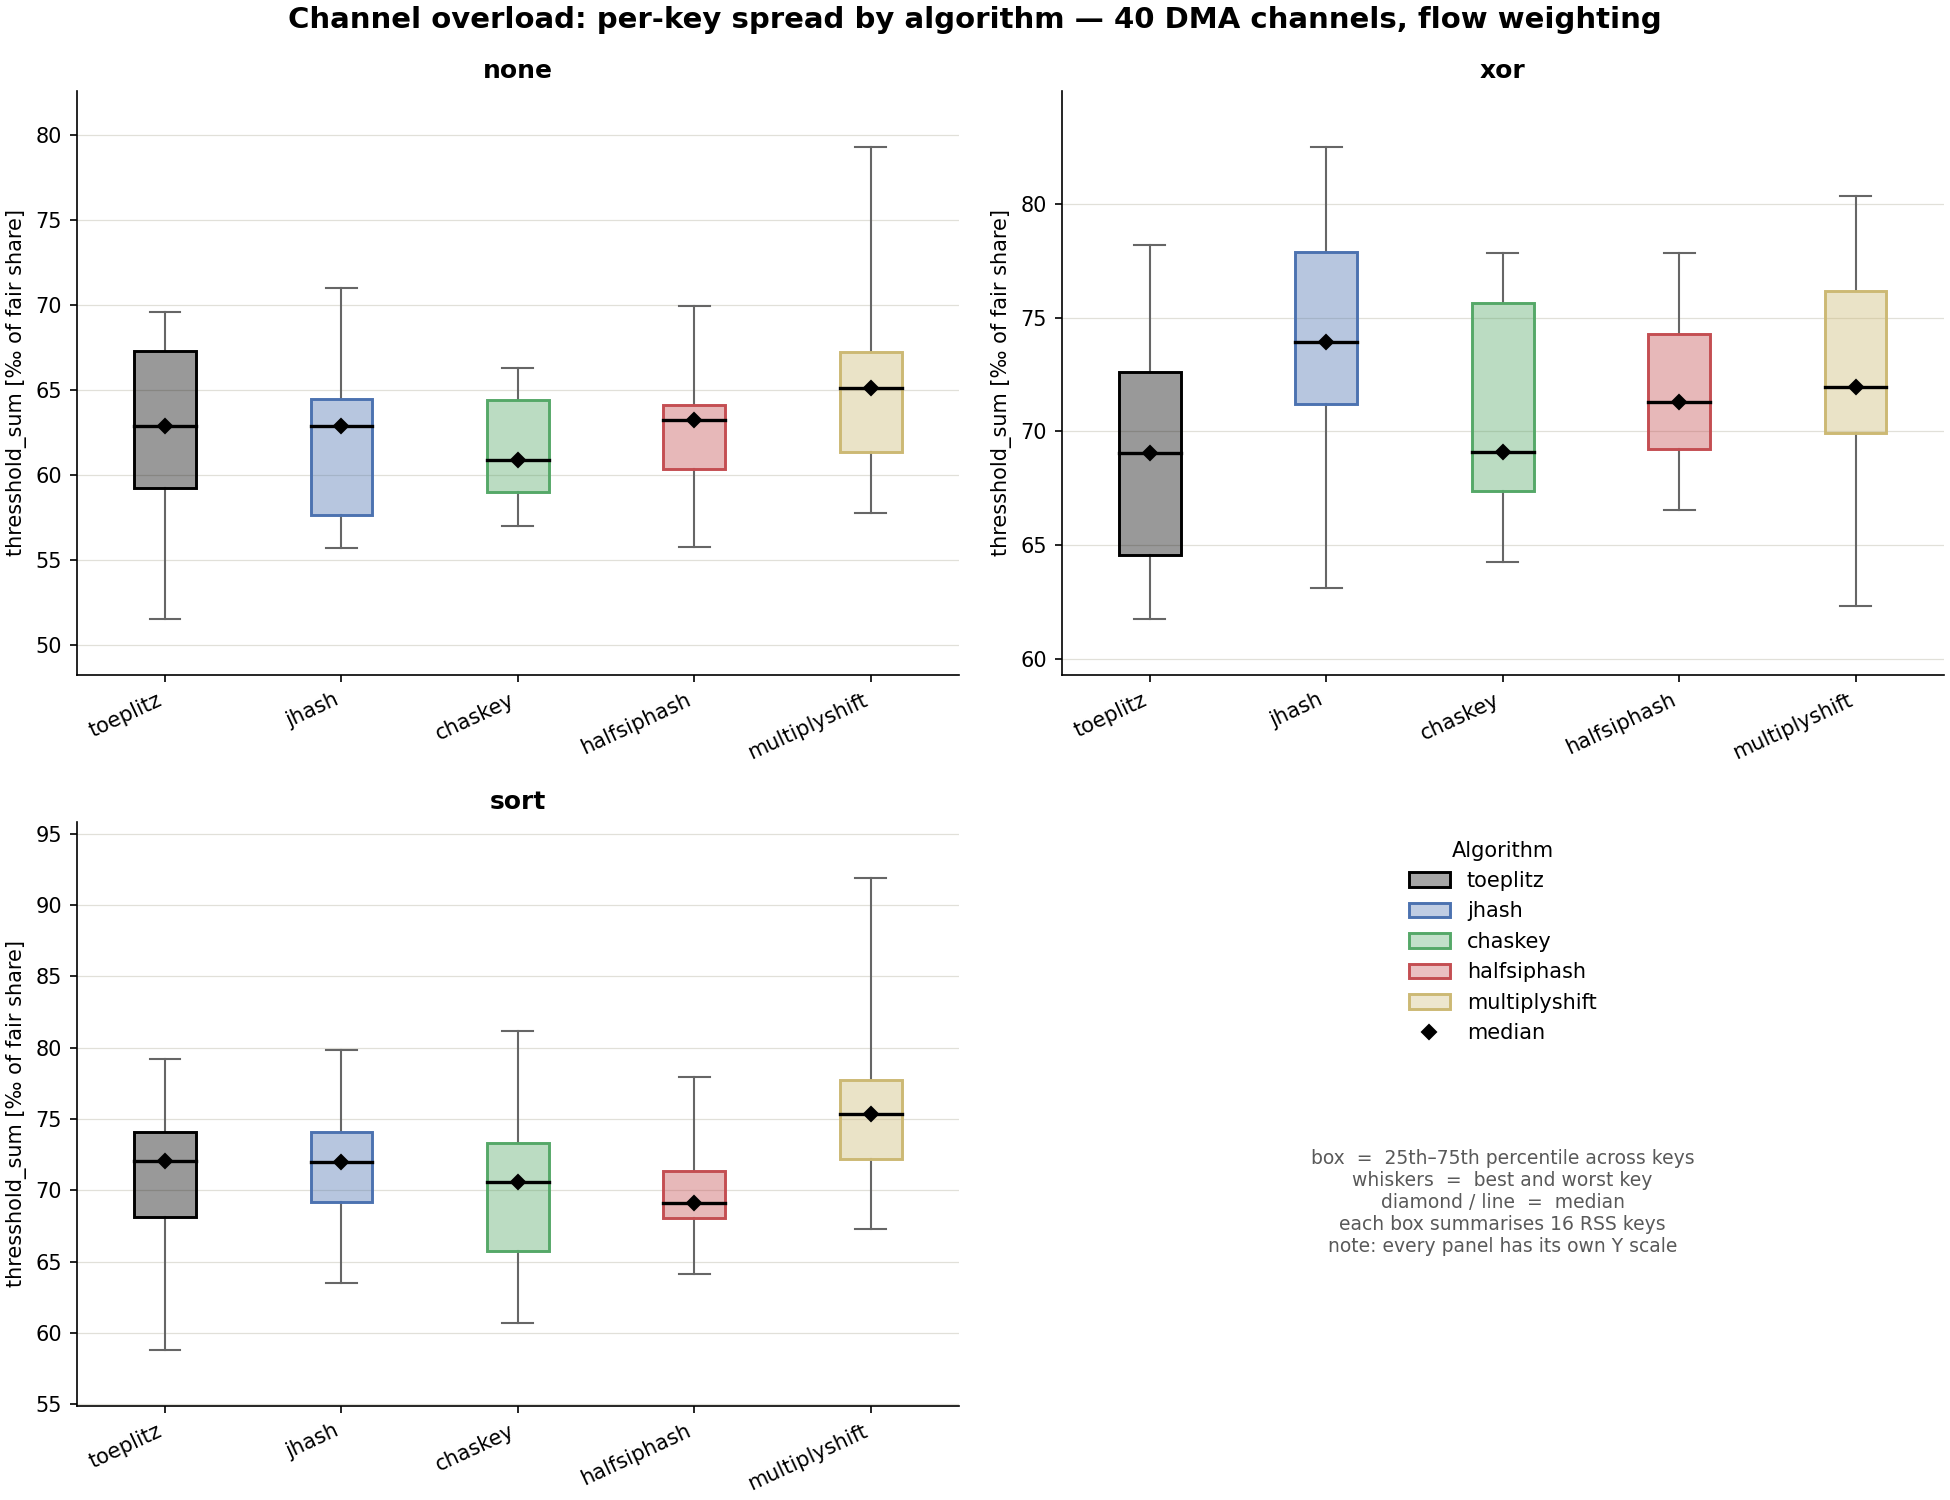 Channel overload: per-key spread by algorithm — 40 DMA channels, flow weighting
none
thresshold_sum [‰ of fair share]
80
75
70
65
60
55
50
toeplitz
jhash
chaskey
halfsiphash
multiplyshift
xor
thresshold_sum [‰ of fair share]
80
75
70
65
60
toeplitz
jhash
chaskey
halfsiphash
multiplyshift
sort
thresshold_sum [‰ of fair share]
95
90
85
80
75
70
65
60
55
toeplitz
jhash
chaskey
halfsiphash
multiplyshift
Algorithm
toeplitz
jhash
chaskey
halfsiphash
multiplyshift
median
box = 25th–75th percentile across keys
whiskers = best and worst key
diamond / line = median
each box summarises 16 RSS keys
note: every panel has its own Y scale